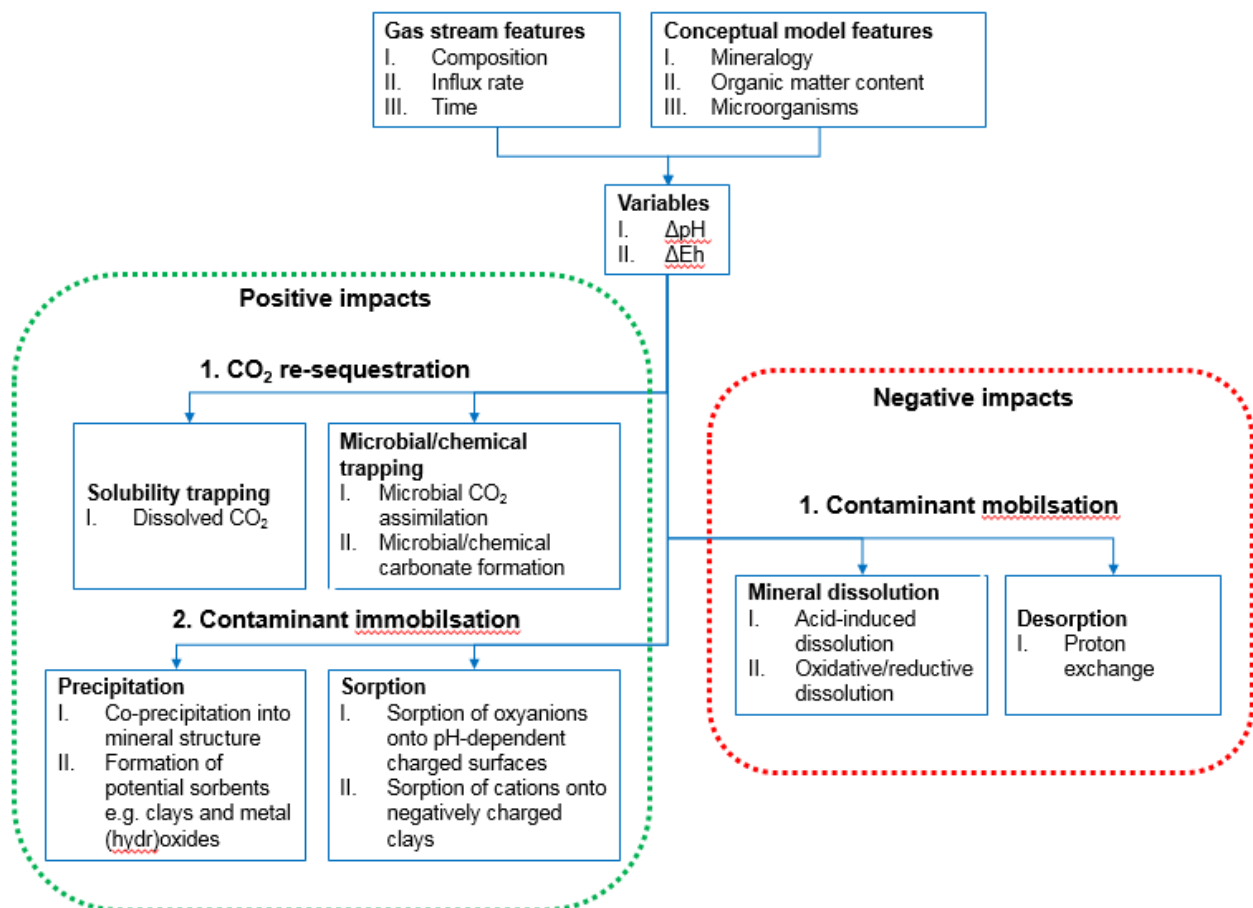 Gas stream features
I. Composition
II. Influx rate
III. Time
Conceptual model features
I. Mineralogy
II. Organic matter content
III. Microorganisms
Variables
I. ΔpH
II. ΔEh
Positive impacts
1. CO₂ re-sequestration
Solubility trapping
I. Dissolved CO₂
Microbial/chemical
trapping
I. Microbial CO₂
assimilation
II. Microbial/chemical
carbonate formation
2. Contaminant immobilsation
Precipitation
I. Co-precipitation into
mineral structure
II. Formation of
potential sorbents
e.g. clays and metal
(hydr)oxides
Sorption
I. Sorption of oxyanions
onto pH-dependent
charged surfaces
II. Sorption of cations onto
negatively charged
clays
Negative impacts
1. Contaminant mobilsation
Mineral dissolution
I. Acid-induced
dissolution
II. Oxidative/reductive
dissolution
Desorption
I. Proton
exchange